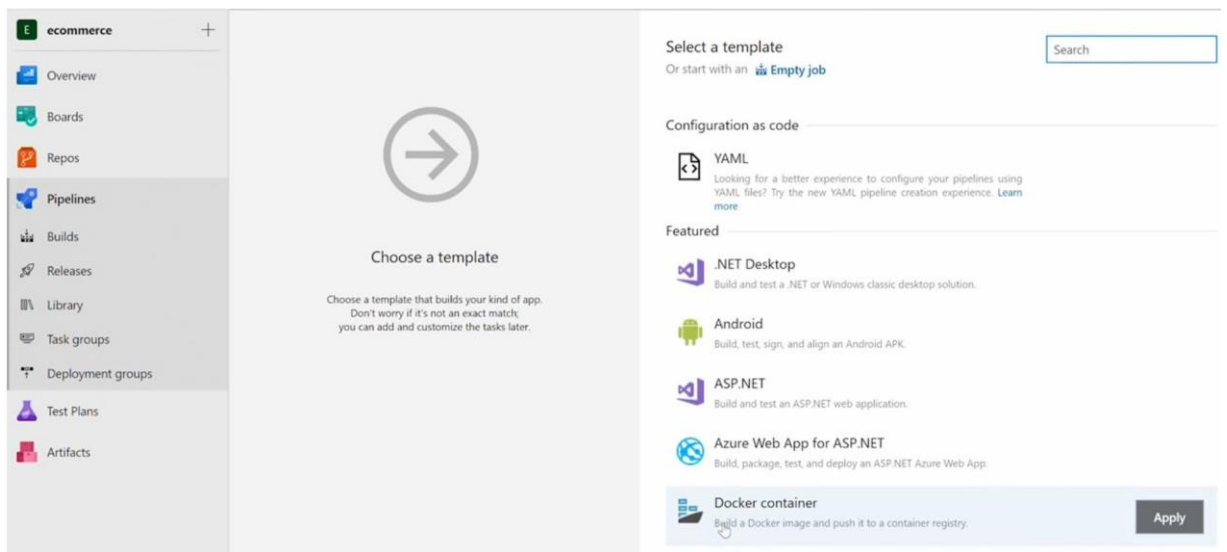 E ecommerce +
Overview
Boards
Repos
Pipelines
Builds
Releases
Library
Task groups
Deployment groups
Test Plans
Artifacts
Choose a template
Choose a template that builds your kind of app.
Don't worry if it's not an exact match;
you can add and customize the tasks later.
Select a template
Search
Or start with an Empty job
Configuration as code
YAML
Looking for a better experience to configure your pipelines using
YAML files? Try the new YAML pipeline creation experience. Learn
more
Featured
.NET Desktop
Build and test a .NET or Windows classic desktop solution.
Android
Build, test, sign, and align an Android APK.
ASP.NET
Build and test an ASP.NET web application.
Azure Web App for ASP.NET
Build, package, test, and deploy an ASP.NET Azure Web App.
Docker container
Build a Docker image and push it to a container registry.
Apply